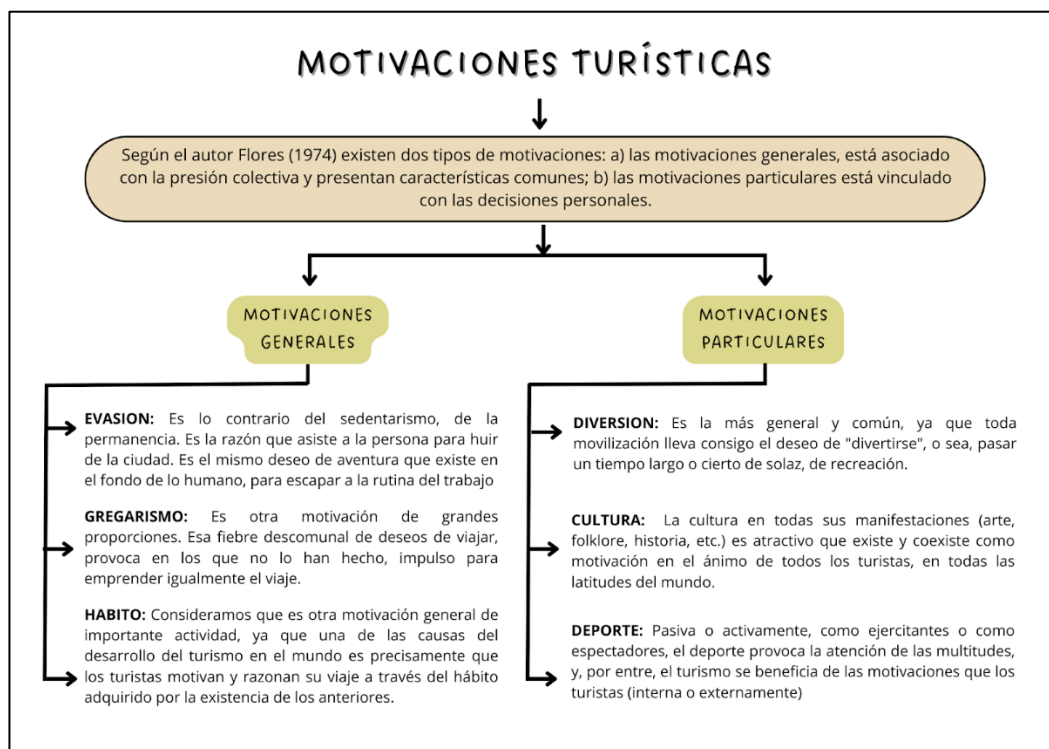 MOTIVACIONES TURÍSTICAS
Según el autor Flores (1974) existen dos tipos de motivaciones: a) las motivaciones generales, está asociado
con la presión colectiva y presentan características comunes; b) las motivaciones particulares está vinculado
con las decisiones personales.
MOTIVACIONES
GENERALES
EVASION: Es lo contrario del sedentarismo, de la
permanencia. Es la razón que asiste a la persona para huir
de la ciudad. Es el mismo deseo de aventura que existe en
el fondo de lo humano, para escapar a la rutina del trabajo
GREGARISMO: Es otra motivación de grandes
proporciones. Esa fiebre descomunal de deseos de viajar,
provoca en los que no lo han hecho, impulso para
emprender igualmente el viaje.
HABITO: Consideramos que es otra motivación general de
importante actividad, ya que una de las causas del
desarrollo del turismo en el mundo es precisamente que
los turistas motivan y razonan su viaje a través del hábito
adquirido por la existencia de los anteriores.
MOTIVACIONES
PARTICULARES
DIVERSION: Es la más general y común, ya que toda
movilización lleva consigo el deseo de "divertirse", o sea, pasar
un tiempo largo o cierto de solaz, de recreación.
CULTURA: La cultura en todas sus manifestaciones (arte,
folklore, historia, etc.) es atractivo que existe y coexiste como
motivación en el ánimo de todos los turistas, en todas las
latitudes del mundo.
DEPORTE: Pasiva o activamente, como ejercitantes o como
espectadores, el deporte provoca la atención de las multitudes,
y, por entre, el turismo se beneficia de las motivaciones que los
turistas (interna o externamente)